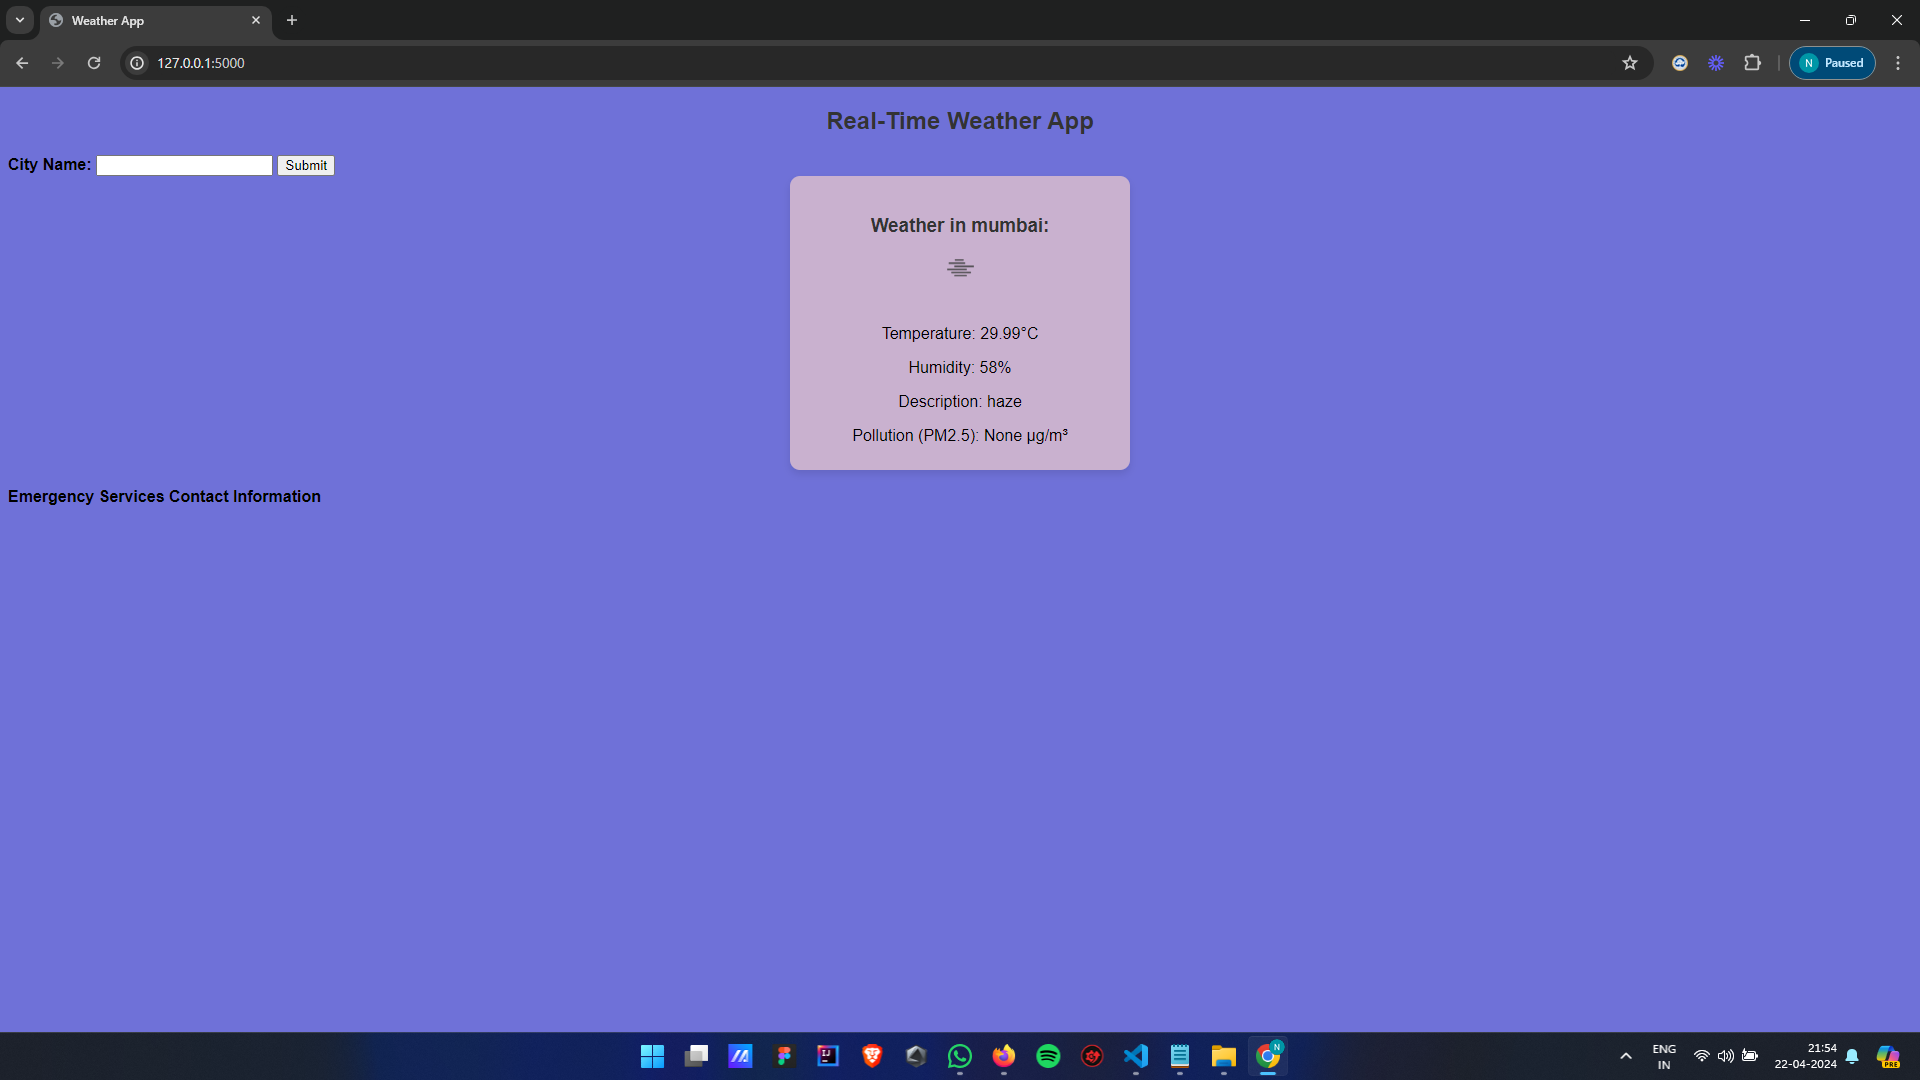 Weather App
127.0.0.1:5000
N Paused
Real-Time Weather App
City Name: Submit
Weather in mumbai:
Temperature: 29.99°C
Humidity: 58%
Description: haze
Pollution (PM2.5): None µg/m³
Emergency Services Contact Information
IJ
N
ENG
IN
21:54
22-04-2024
PRE